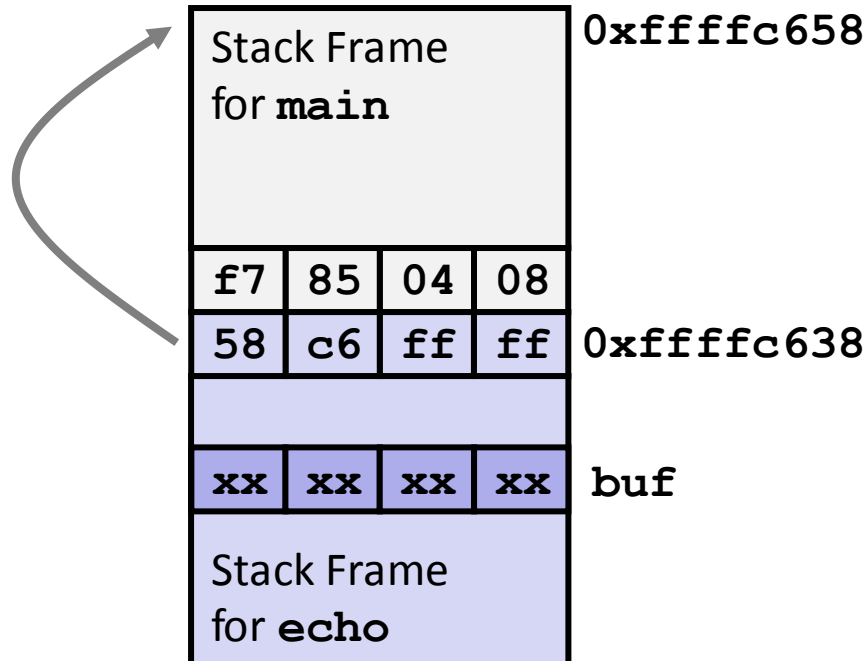 Stack Frame
for main
0xffffc658
f7 85 04 08
58 c6 ff ff 0xffffc638
xx xx xx xx buf
Stack Frame
for echo